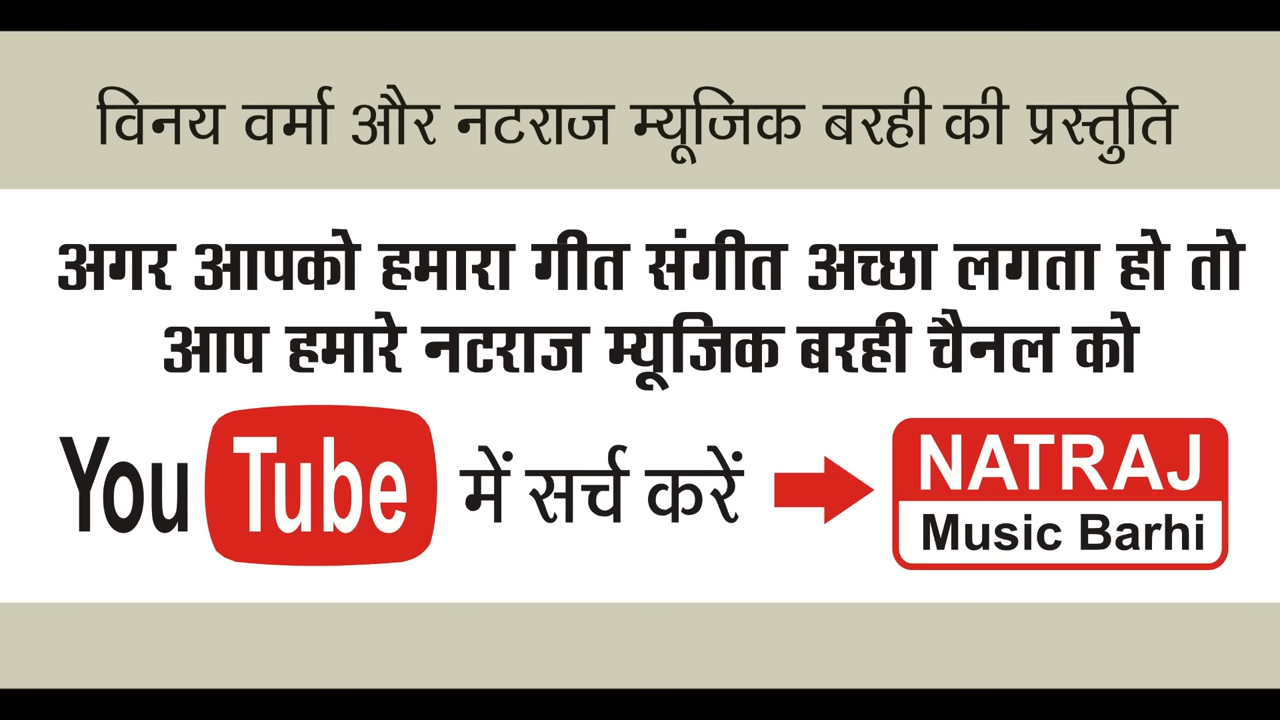 विनय वर्मा और नटराज म्यूजिक बरही की प्रस्तुति
अगर आपको हमारा गीत संगीत अच्छा लगता हो तो
आप हमारे नटराज म्यूजिक बरही चैनल को
YouTube में सर्च करें
NATRAJ
Music Barhi